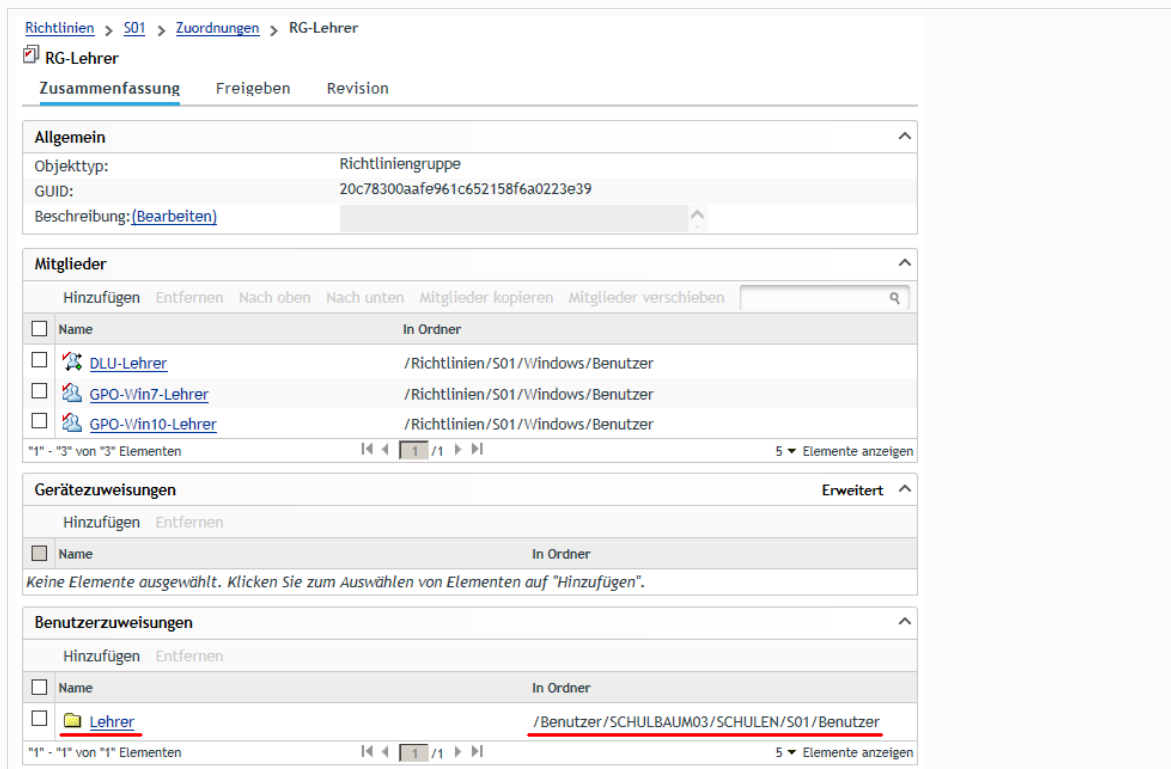 Richtlinien > S01 > Zuordnungen > RG-Lehrer
RG-Lehrer
Zusammenfassung Freigeben Revision
Allgemein
Objekttyp: Richtliniengruppe
GUID: 20c78300aafe961c652158f6a0223e39
Beschreibung:(Bearbeiten)
Mitglieder
Hinzufügen Entfernen Nach oben Nach unten Mitglieder kopieren Mitglieder verschieben
Name In Ordner
DLU-Lehrer /Richtlinien/S01/Windows/Benutzer
GPO-Win7-Lehrer /Richtlinien/S01/Windows/Benutzer
GPO-Win10-Lehrer /Richtlinien/S01/Windows/Benutzer
"1" - "3" von "3" Elementen 1 /1 5 Elemente anzeigen
Gerätezuweisungen Erweitert
Hinzufügen Entfernen
Name In Ordner
Keine Elemente ausgewählt. Klicken Sie zum Auswählen von Elementen auf "Hinzufügen".
Benutzerzuweisungen
Hinzufügen Entfernen
Name In Ordner
Lehrer /Benutzer/SCHULBAUM03/SCHULEN/S01/Benutzer
"1" - "1" von "1" Elementen 1 /1 5 Elemente anzeigen